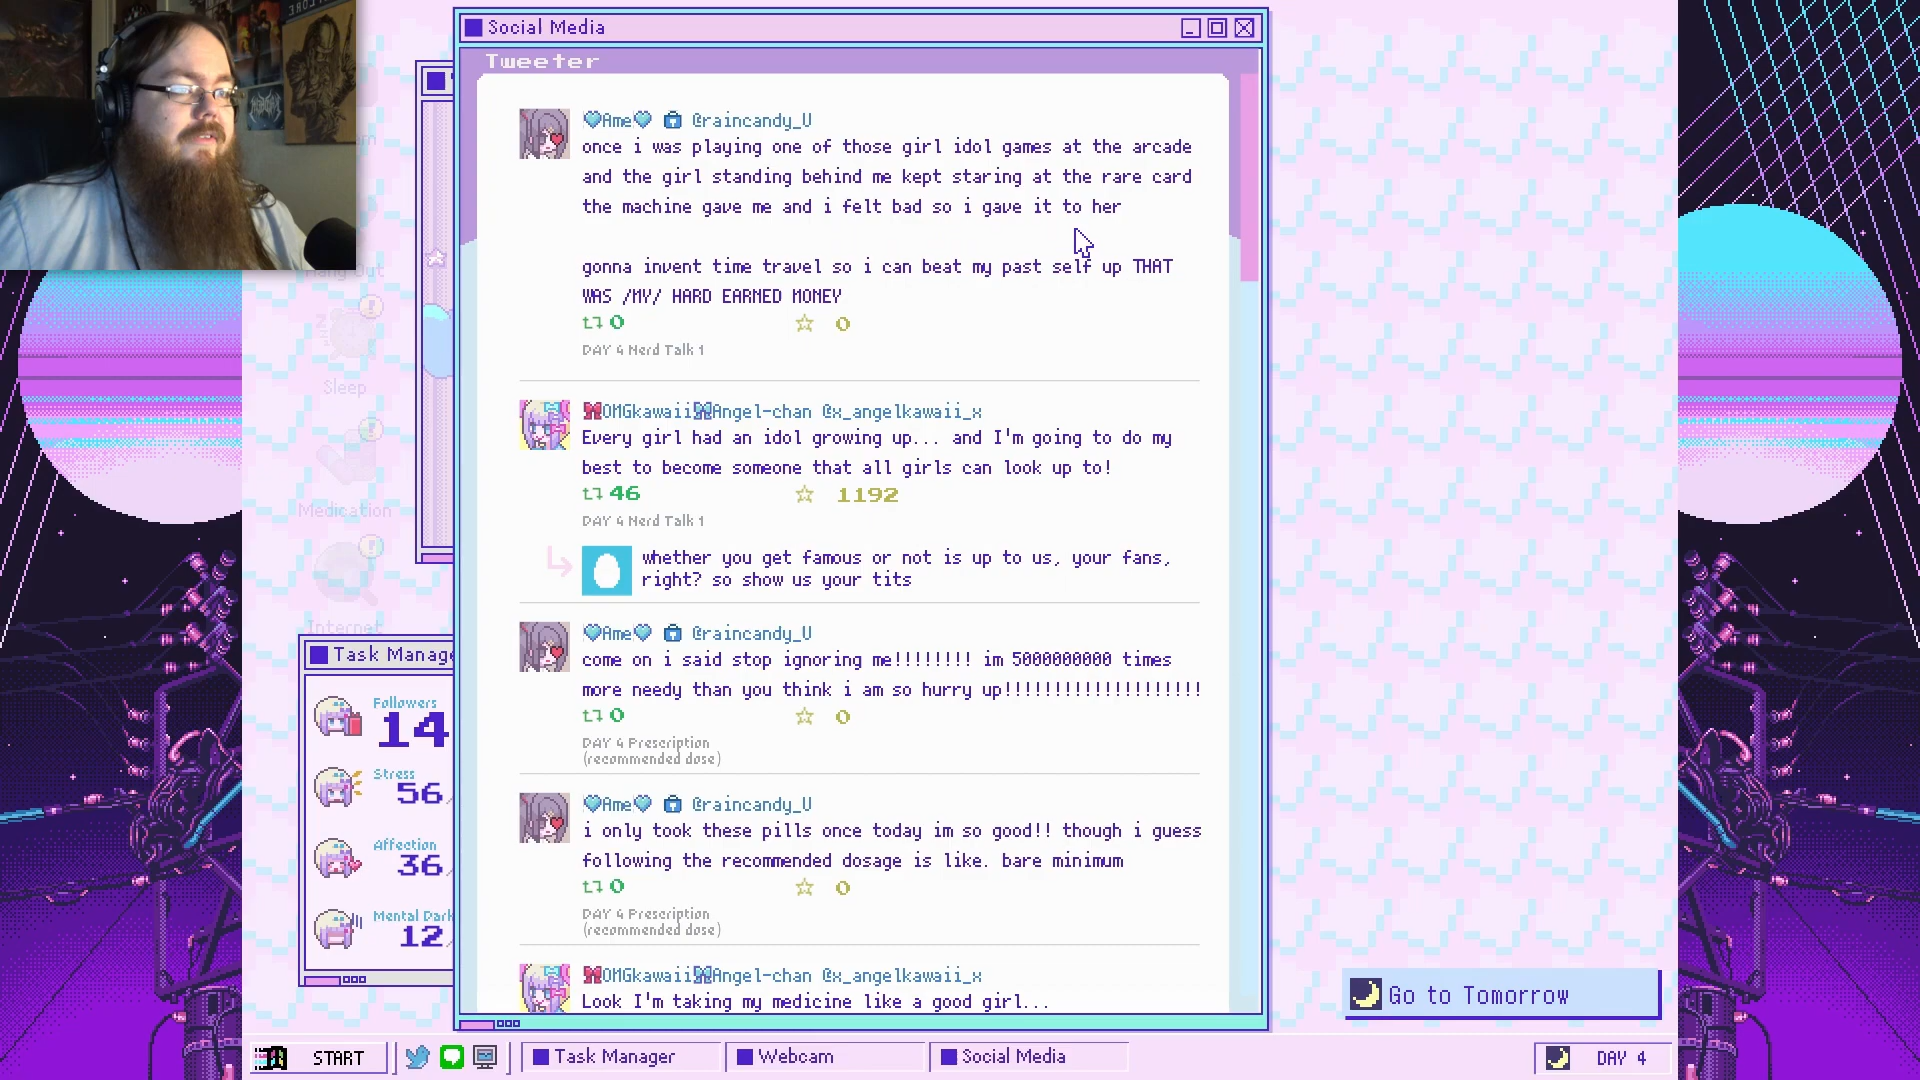 Social Media
Tweeter
Ame @raincandy_U
once i was playing one of those girl idol games at the arcade
and the girl standing behind me kept staring at the rare card
the machine gave me and i felt bad so i gave it to her
gonna invent time travel so i can beat my past self up THAT
WAS /MY/ HARD EARNED MONEY
0 0
DAY 4 Nerd Talk 1
OMGkawaii Angel-chan @x_angelkawaii_x
Every girl had an idol growing up... and I'm going to do my
best to become someone that all girls can look up to!
46 1192
DAY 4 Nerd Talk 1
whether you get famous or not is up to us, your fans,
right? so show us your tits
Ame @raincandy_U
come on i said stop ignoring me!!!!!!!! im 5000000000 times
more needy than you think i am so hurry up!!!!!!!!!!!!!!!!!!!!
0 0
DAY 4 Prescription
(recommended dose)
Ame @raincandy_U
i only took these pills once today im so good!! though i guess
following the recommended dosage is like. bare minimum
0 0
DAY 4 Prescription
(recommended dose)
OMGkawaii Angel-chan @x_angelkawaii_x
Look I'm taking my medicine like a good girl...
Hang Out
Sleep
Medication
Internet
Task Manage
Followers
14
Stress
56
Affection
36
Mental Dark
12
Go to Tomorrow
START
Task Manager
Webcam
Social Media
DAY 4